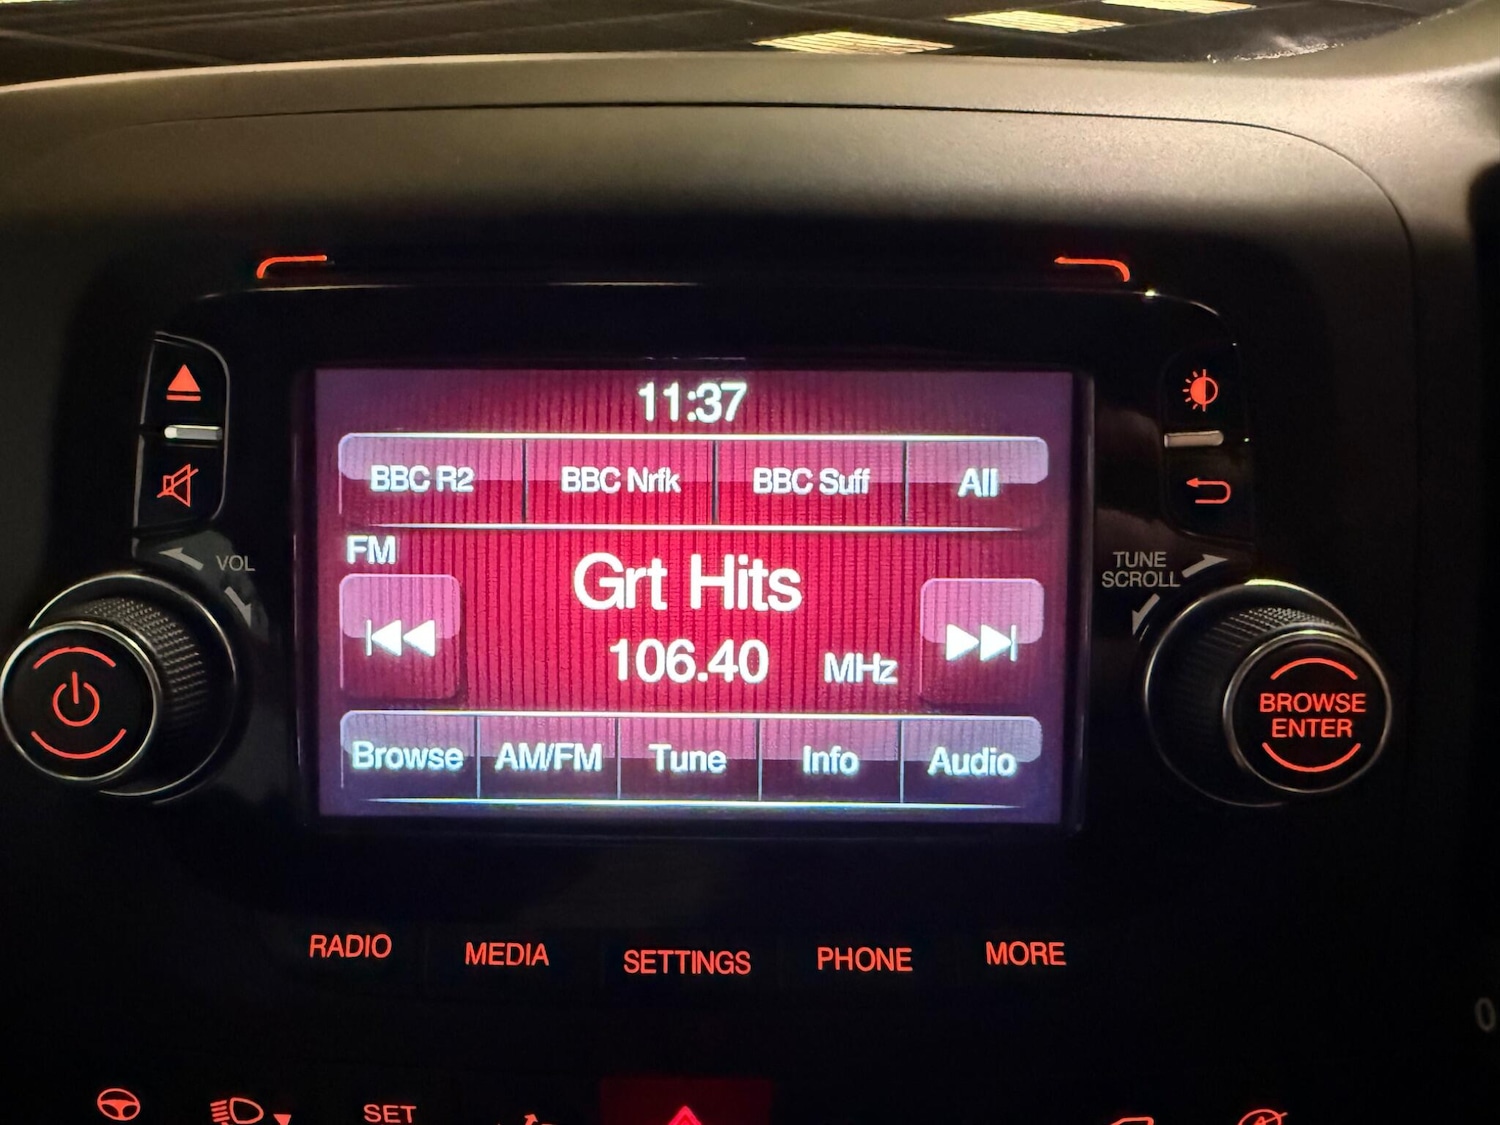 11:37
BBC R2 BBC Nrfk BBC Suff All
FM
Grt Hits
106.40 MHz
Browse AM/FM Tune Info Audio
VOL
TUNE
SCROLL
BROWSE
ENTER
RADIO MEDIA SETTINGS PHONE MORE
0
SET